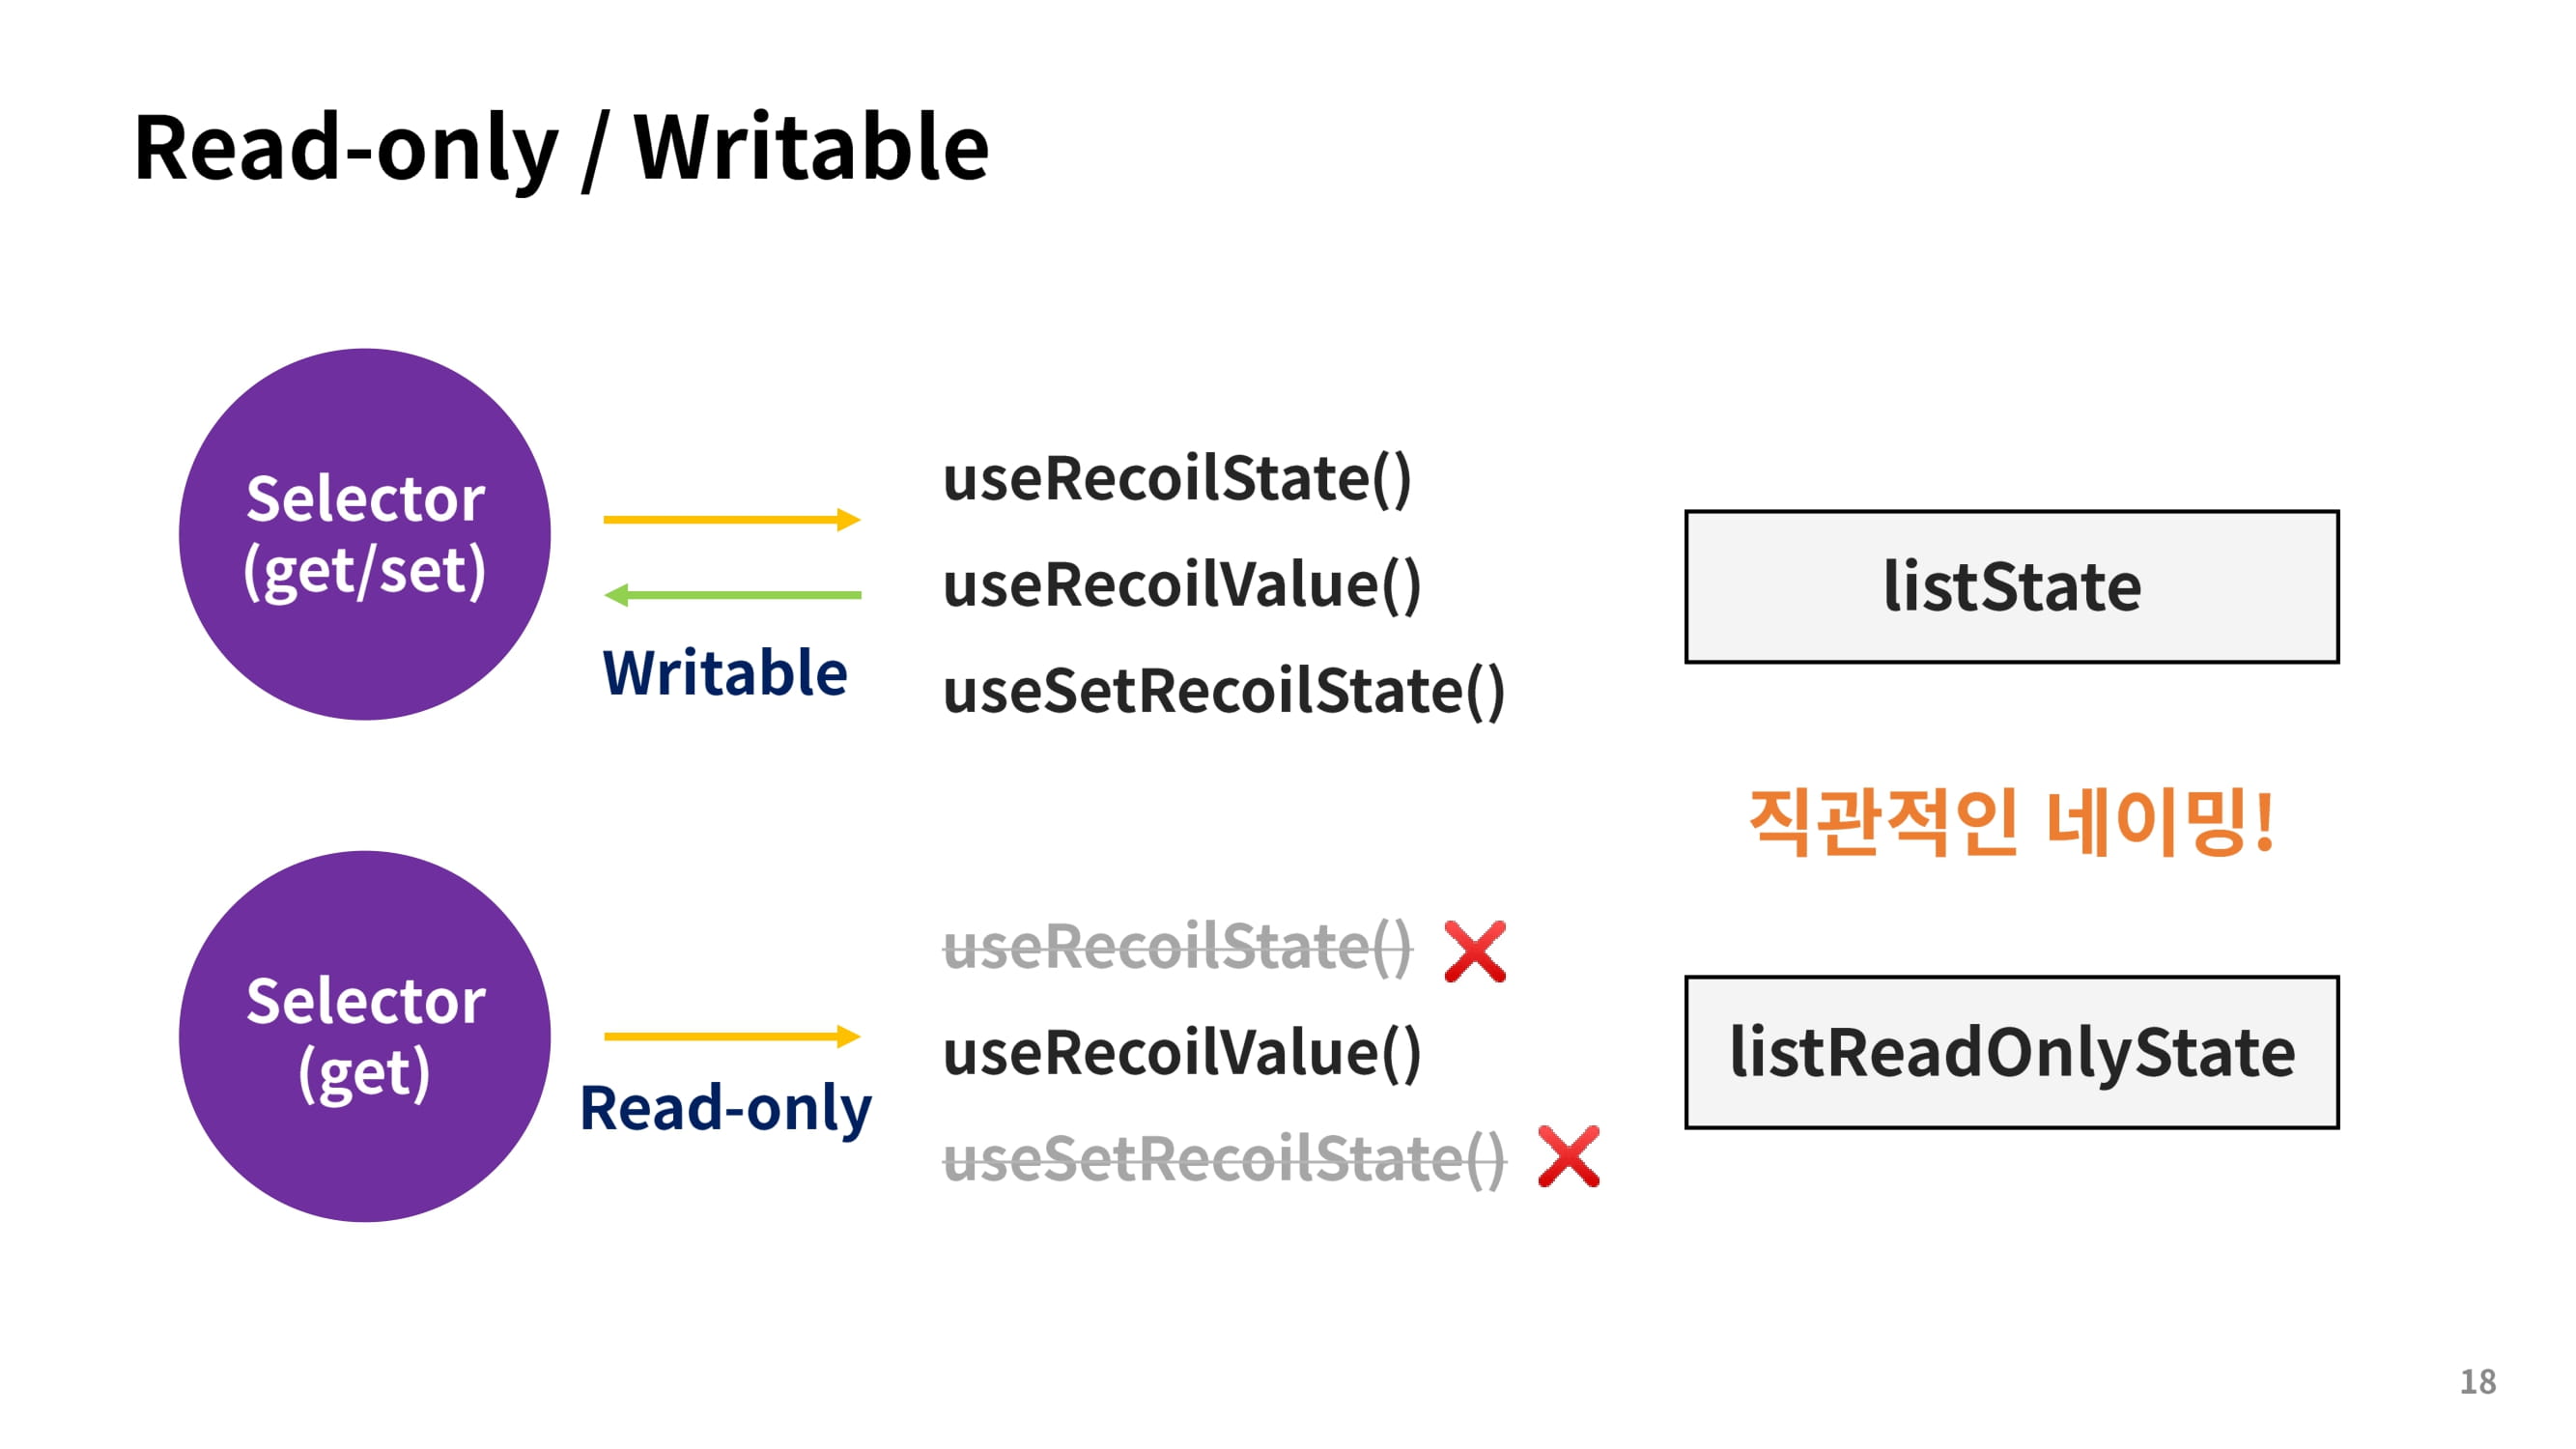 Read-only / Writable
Selector
(get/set)
Writable
useRecoilState()
useRecoilValue()
useSetRecoilState()
listState
직관적인 네이밍!
Selector
(get)
Read-only
useRecoilState()
useRecoilValue()
useSetRecoilState()
listReadOnlyState
18